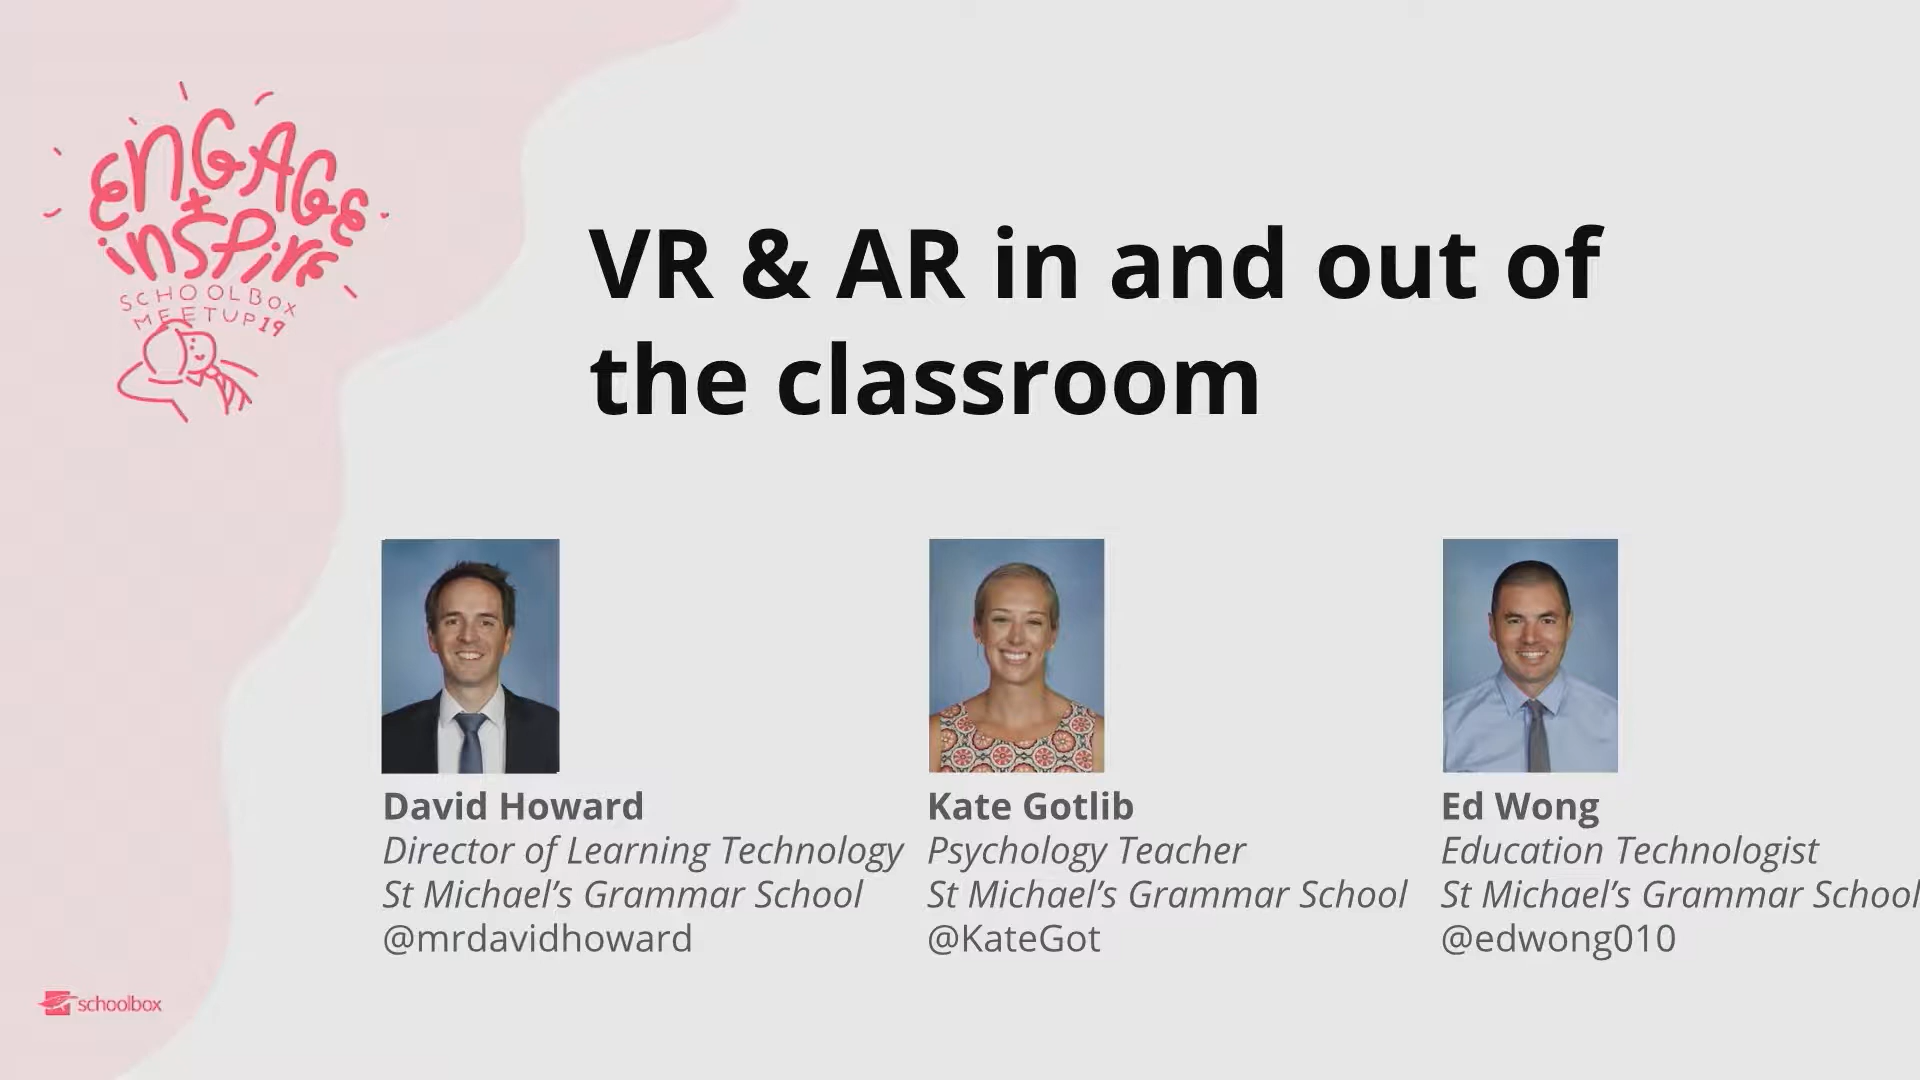 ENGAGE
+
inspire
SCHOOLBOX
MEETUP19
VR & AR in and out of
the classroom
David Howard
Director of Learning Technology
St Michael’s Grammar School
@mrdavidhoward
Kate Gotlib
Psychology Teacher
St Michael’s Grammar School
@KateGot
Ed Wong
Education Technologist
St Michael’s Grammar School
@edwong010
schoolbox